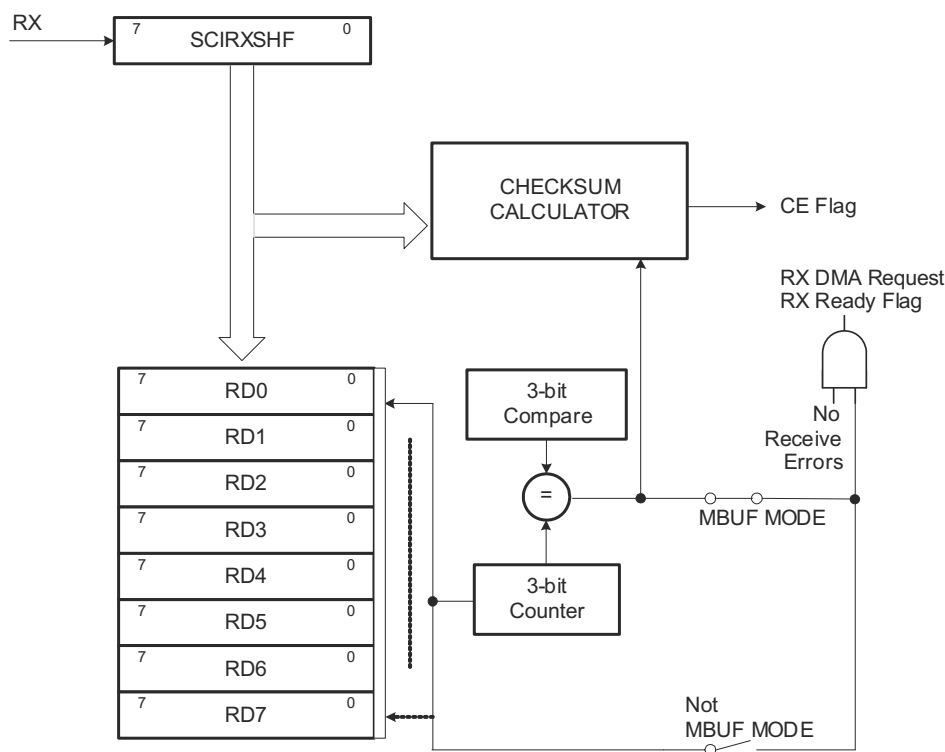 RX
7 SCIRXSHF 0
CHECKSUM
CALCULATOR
CE Flag
RX DMA Request
RX Ready Flag
No
Receive
Errors
7 RD0 0
7 RD1 0
7 RD2 0
7 RD3 0
7 RD4 0
7 RD5 0
7 RD6 0
7 RD7 0
3-bit
Compare
=
MBUF MODE
3-bit
Counter
Not
MBUF MODE